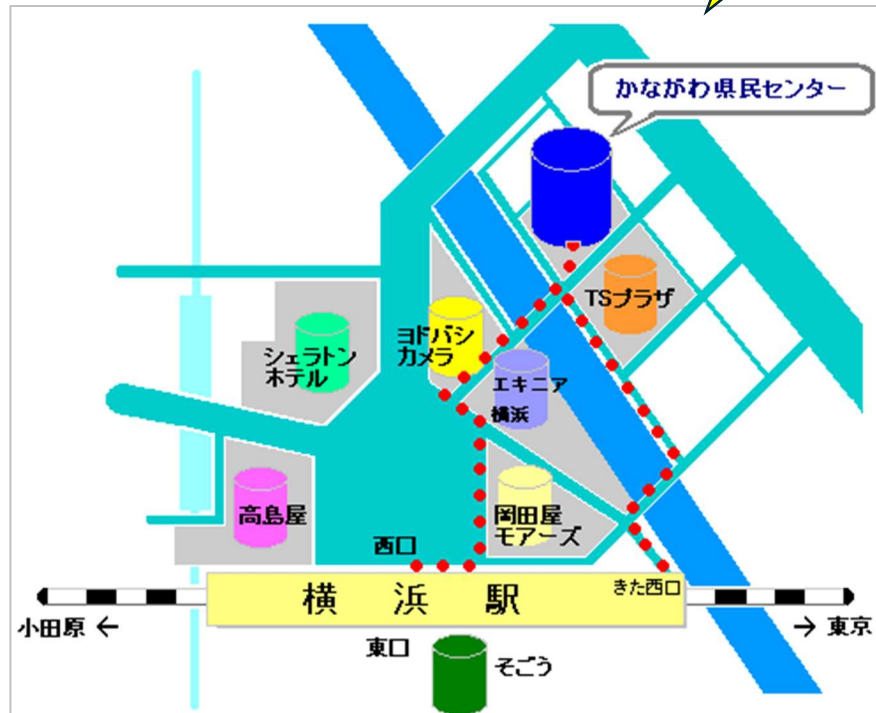 かながわ県民センター
TSプラザ
ヨドバシ
カメラ
シェラトン
ホテル
エキニア
横浜
高島屋
岡田屋
モアーズ
西口
きた西口
横浜駅
小田原 ←
→ 東京
東口
そごう